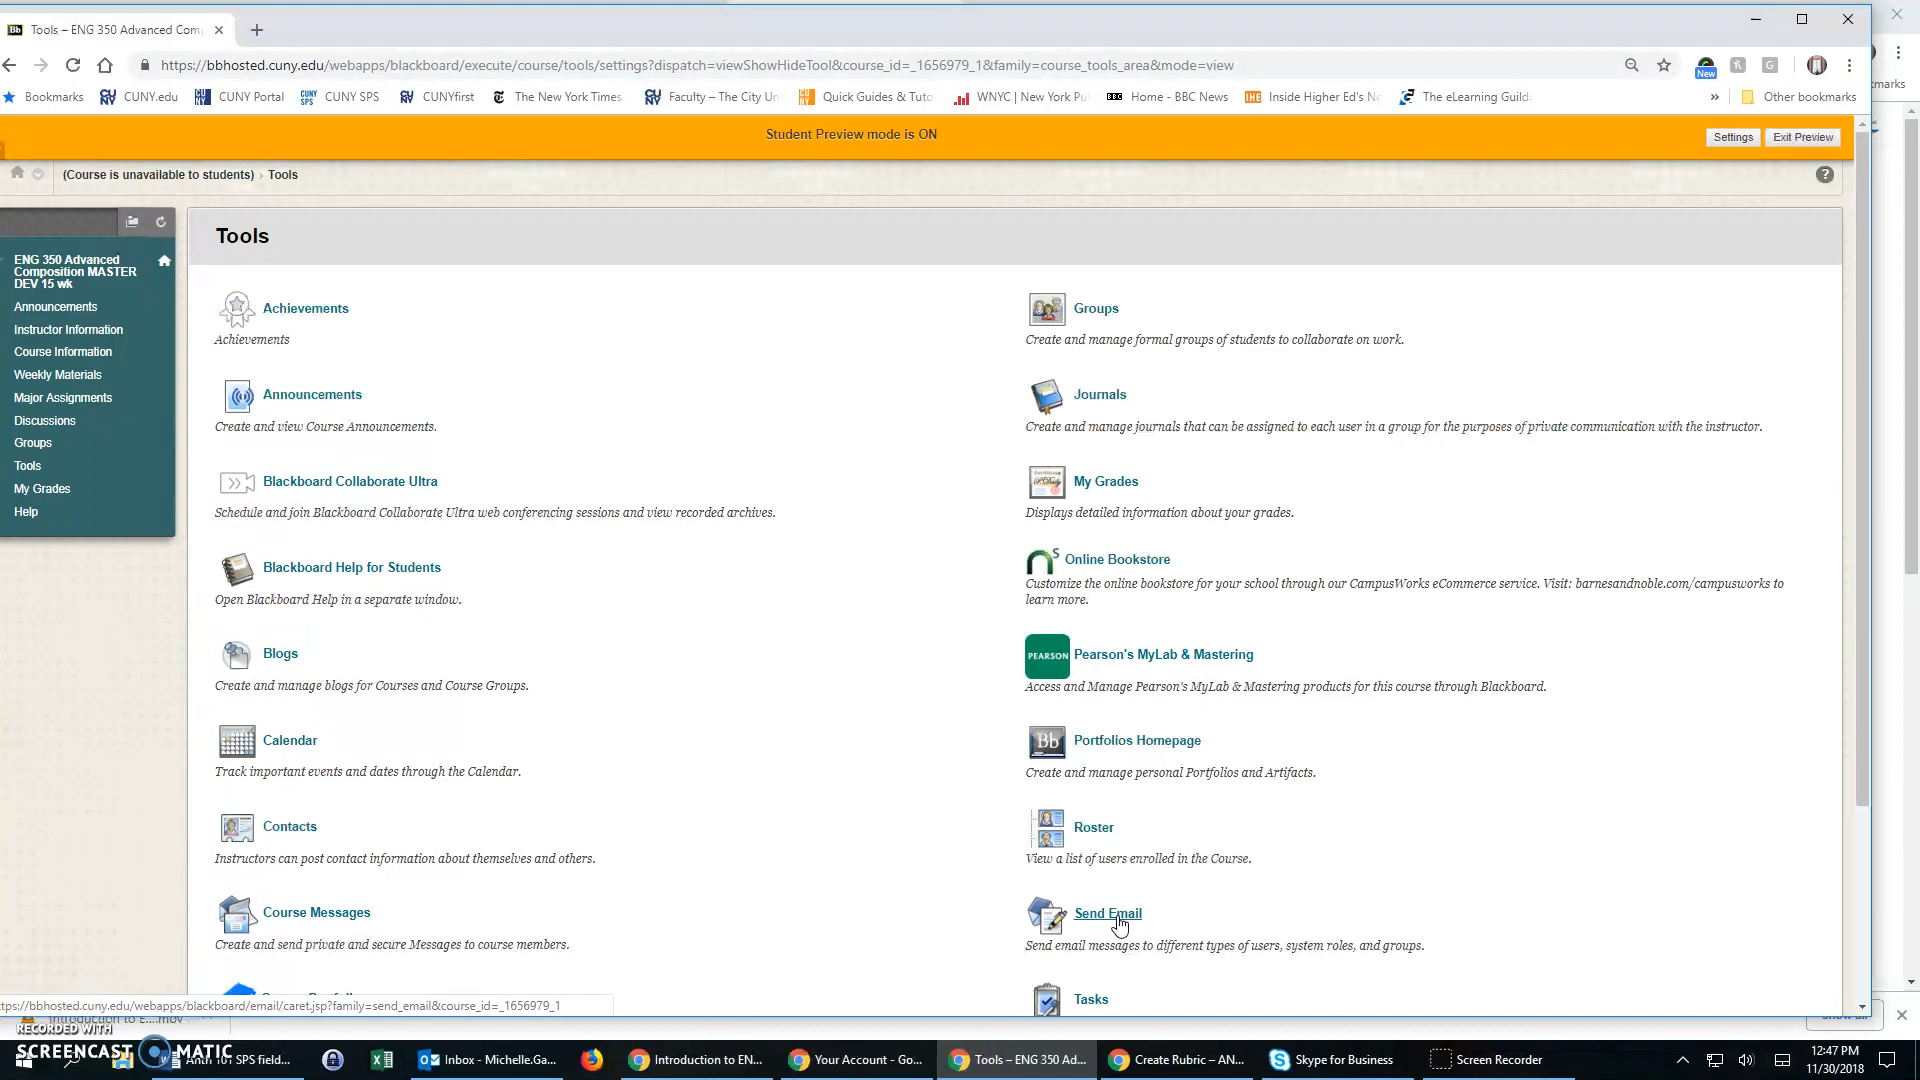 Tools – ENG 350 Advanced Com
https://bbhosted.cuny.edu/webapps/blackboard/execute/course/tools/settings?dispatch=viewShowHideTool&course_id=_1656979_1&family=course_tools_area&mode=view
New
Bookmarks CUNY.edu CUNY Portal CUNY SPS CUNYfirst The New York Times Faculty – The City Un Quick Guides & Tuto WNYC | New York Pu Home - BBC News Inside Higher Ed's Ne The eLearning Guild: » Other bookmarks
Student Preview mode is ON
Settings Exit Preview
(Course is unavailable to students) › Tools
ENG 350 Advanced
Composition MASTER
DEV 15 wk
Announcements
Instructor Information
Course Information
Weekly Materials
Major Assignments
Discussions
Groups
Tools
My Grades
Help
Tools
Achievements
Achievements
Announcements
Create and view Course Announcements.
Blackboard Collaborate Ultra
Schedule and join Blackboard Collaborate Ultra web conferencing sessions and view recorded archives.
Blackboard Help for Students
Open Blackboard Help in a separate window.
Blogs
Create and manage blogs for Courses and Course Groups.
Calendar
Track important events and dates through the Calendar.
Contacts
Instructors can post contact information about themselves and others.
Course Messages
Create and send private and secure Messages to course members.
Groups
Create and manage formal groups of students to collaborate on work.
Journals
Create and manage journals that can be assigned to each user in a group for the purposes of private communication with the instructor.
My Grades
Displays detailed information about your grades.
Online Bookstore
Customize the online bookstore for your school through our CampusWorks eCommerce service. Visit: barnesandnoble.com/campusworks to
learn more.
PEARSON
Pearson's MyLab & Mastering
Access and Manage Pearson's MyLab & Mastering products for this course through Blackboard.
Bb
Portfolios Homepage
Create and manage personal Portfolios and Artifacts.
Roster
View a list of users enrolled in the Course.
Send Email
Send email messages to different types of users, system roles, and groups.
Tasks
tps://bbhosted.cuny.edu/webapps/blackboard/email/caret.jsp?family=send_email&course_id=_1656979_1
RECORDED WITH
SCREENCAST MATIC
Anth 101 SPS field... Inbox - Michelle.Ga... Introduction to EN... Your Account - Go... Tools – ENG 350 Ad... Create Rubric – AN... Skype for Business Screen Recorder
12:47 PM
11/30/2018